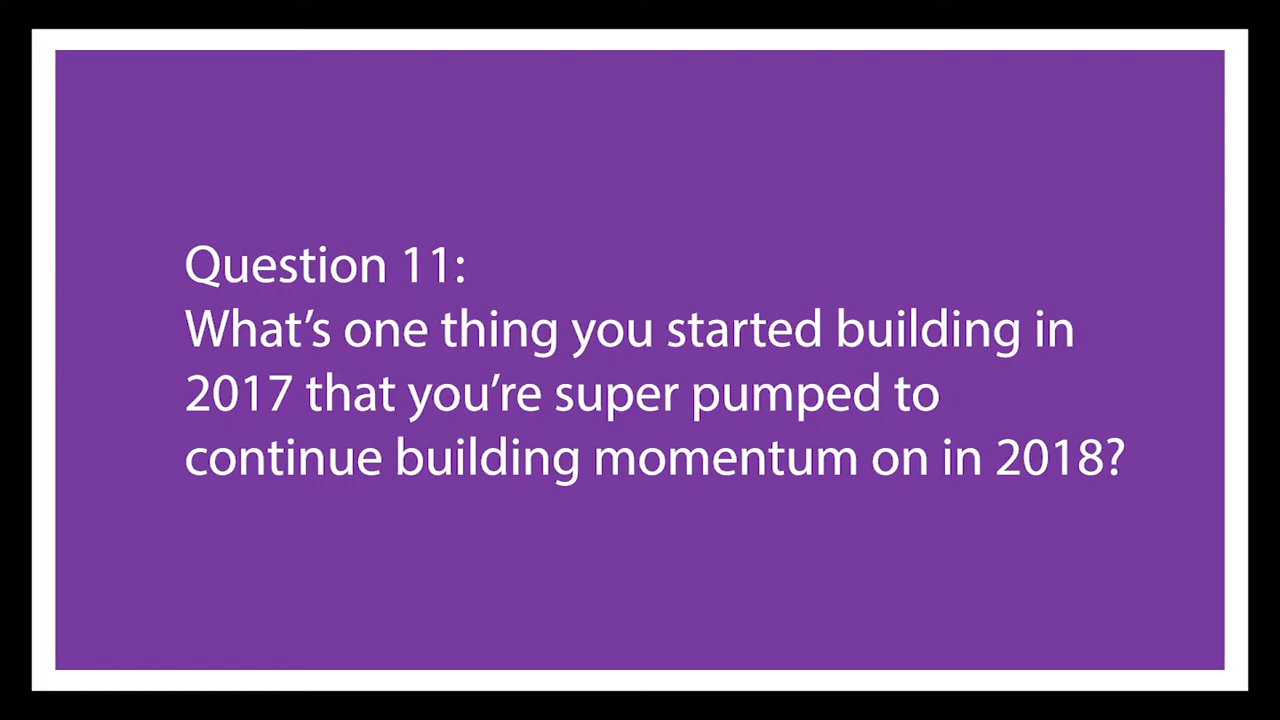 Question 11:
What’s one thing you started building in
2017 that you’re super pumped to
continue building momentum on in 2018?